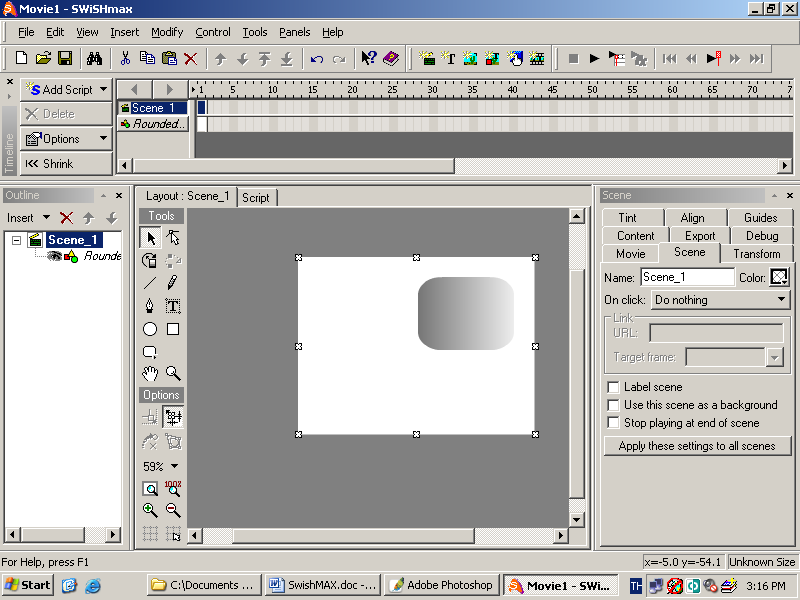 Movie1 - SWiSHmax
File Edit View Insert Modify Control Tools Panels Help
Timeline
Add Script
Delete
Options
Shrink
1 5 10 15 20 25 30 35 40 45 50 55 60 65 70 7
Scene_1
Rounded...
Outline
Insert
Scene_1
Rounde
Layout : Scene_1 Script
Tools
Options
59%
100%
Scene
Tint Align Guides
Content Export Debug
Movie Scene Transform
Name: Scene_1 Color:
On click: Do nothing
Link
URL:
Target frame:
Label scene
Use this scene as a background
Stop playing at end of scene
Apply these settings to all scenes
For Help, press F1
x=-5.0 y=-54.1 Unknown Size
Start
C:\Documents ...
SwishMAX.doc -...
Adobe Photoshop
Movie1 - SWi...
TH
3:16 PM